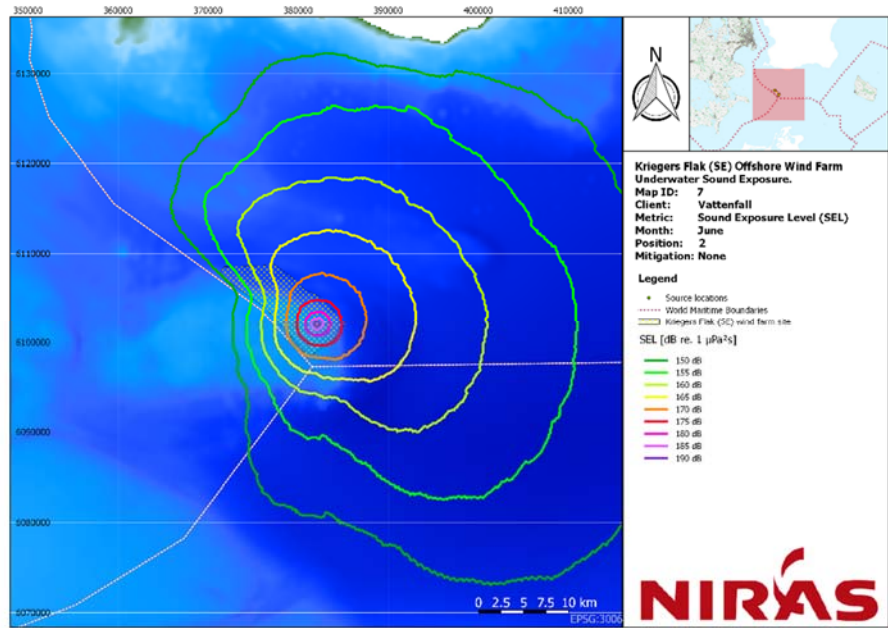 350000 360000 370000 380000 390000 400000 410000
6130000
6120000
6110000
6100000
6090000
6080000
6070000
0 2.5 5 7.5 10 km
EPSG:3006
N
Kriegers Flak (SE) Offshore Wind Farm
Underwater Sound Exposure.
Map ID: 7
Client: Vattenfall
Metric: Sound Exposure Level (SEL)
Month: June
Position: 2
Mitigation: None
Legend
Source locations
World Maritime Boundaries
Kriegers Flak (SE) wind farm site
SEL [dB re. 1 µPa²s]
150 dB
155 dB
160 dB
165 dB
170 dB
175 dB
180 dB
185 dB
190 dB
NIRAS